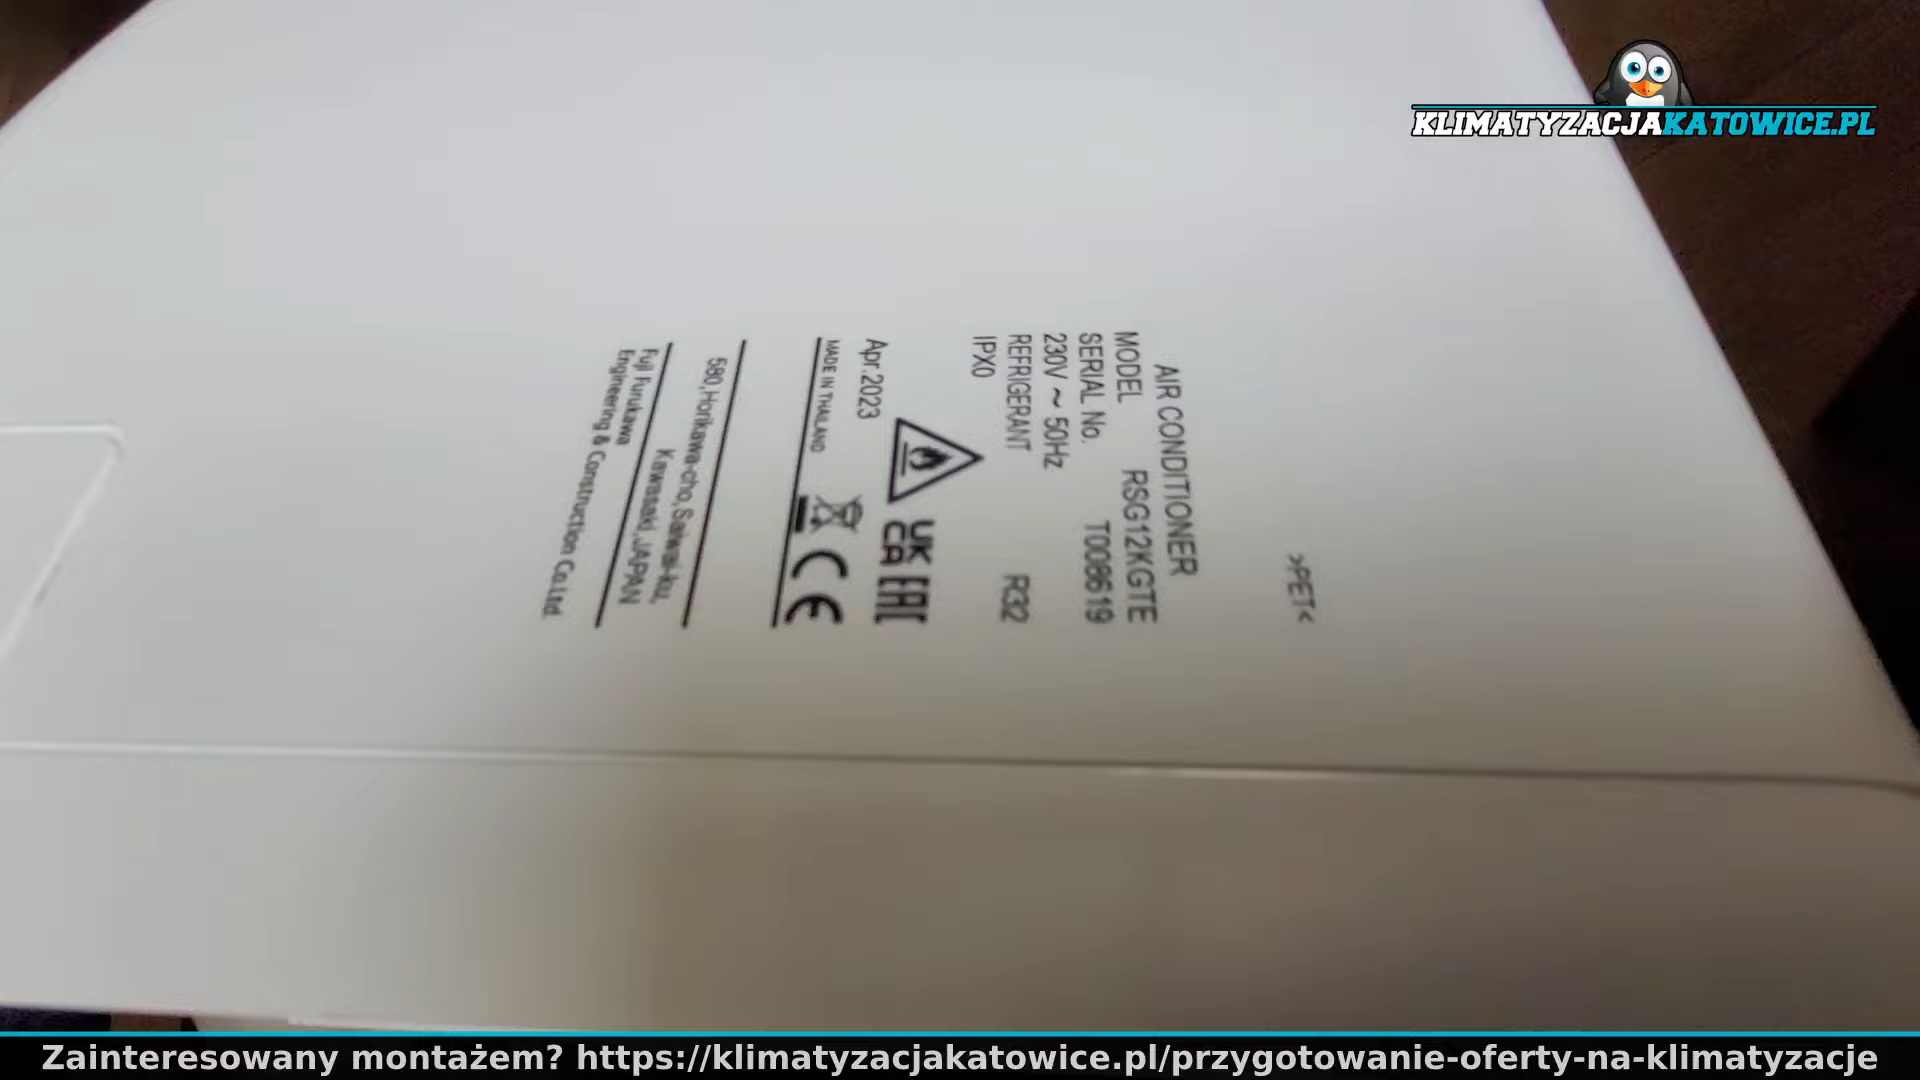 KLIMATYZACJAKATOWICE.PL
>PET<
AIR CONDITIONER
MODEL RSG12KGTE
SERIAL No. T008619
230V ~ 50Hz
REFRIGERANT R32
IPX0
UK
CA
EAC
Apr.2023
CE
MADE IN THAILAND
580,Horikawa-cho,Saiwai-ku,
Kawasaki,JAPAN
Fuji Furukawa
Engineering & Construction Co.Ltd.
Zainteresowany montażem? https://klimatyzacjakatowice.pl/przygotowanie-oferty-na-klimatyzacje